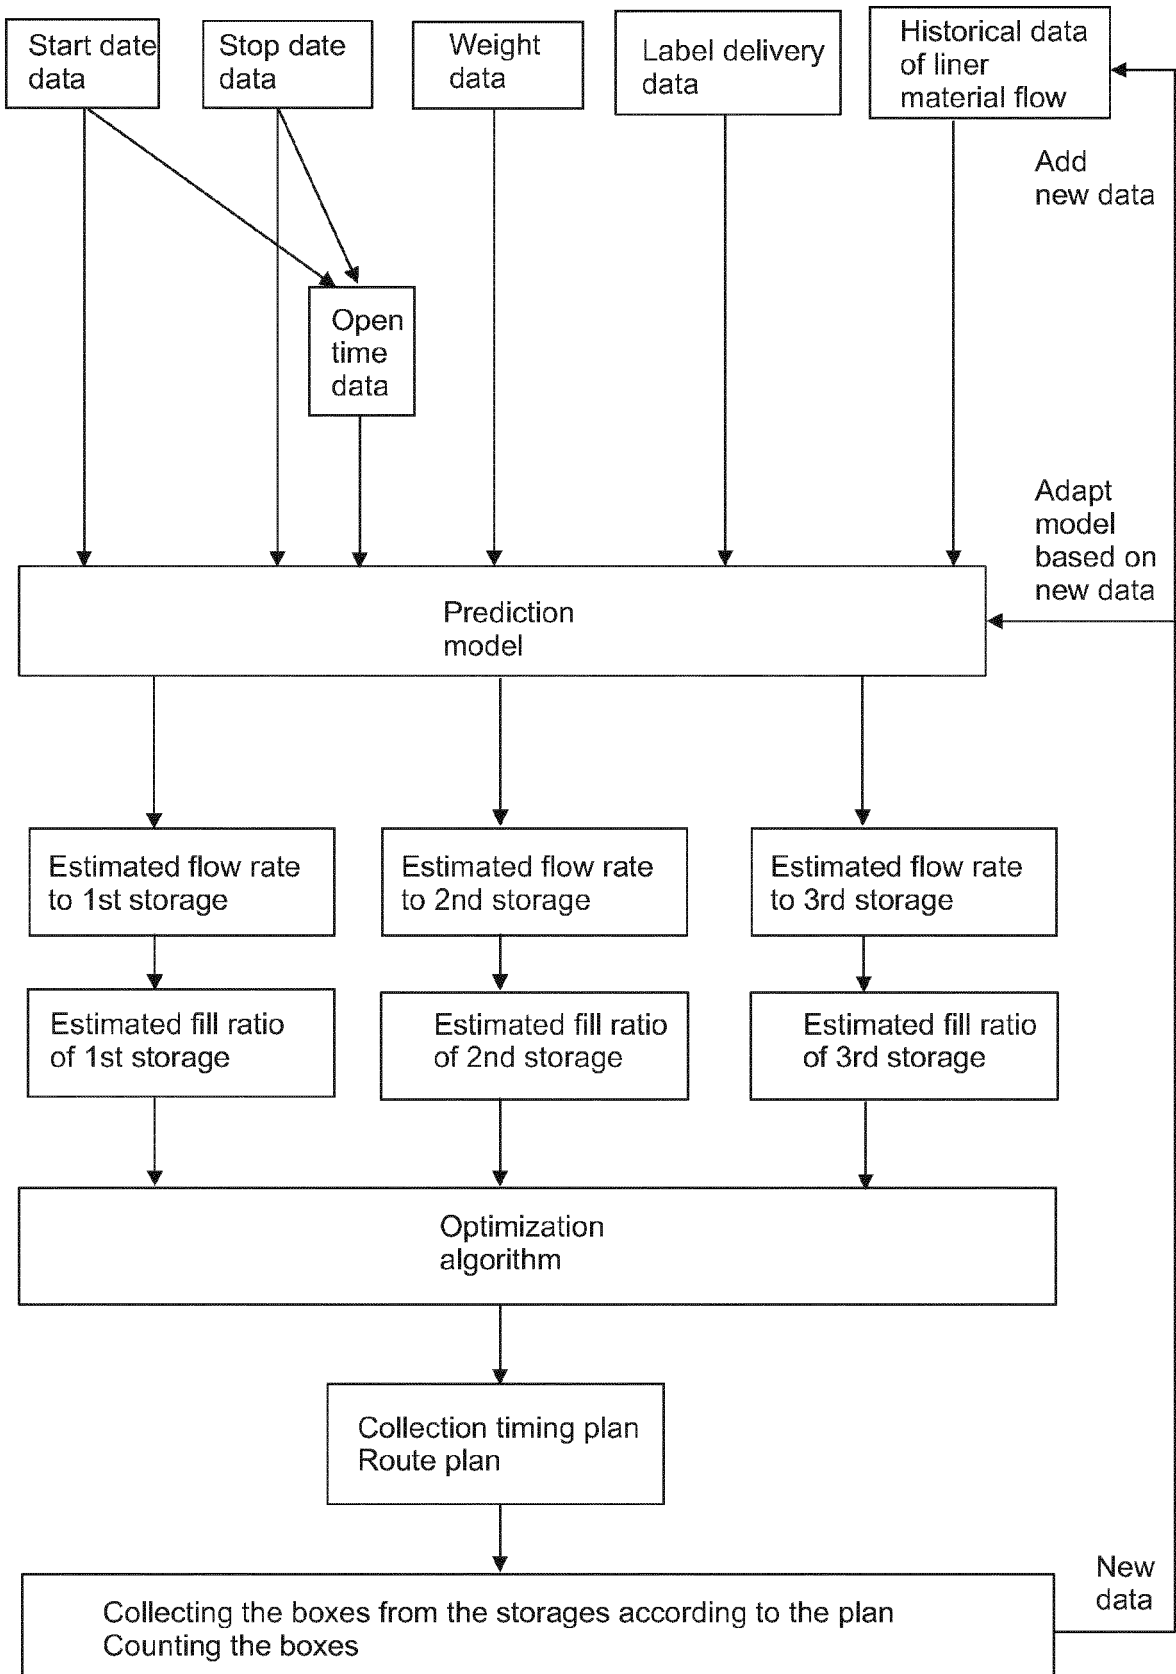 Start date
data
Stop date
data
Weight
data
Label delivery
data
Historical data
of liner
material flow
Add
new data
Open
time
data
Adapt
model
based on
new data
Prediction
model
Estimated flow rate
to 1st storage
Estimated flow rate
to 2nd storage
Estimated flow rate
to 3rd storage
Estimated fill ratio
of 1st storage
Estimated fill ratio
of 2nd storage
Estimated fill ratio
of 3rd storage
Optimization
algorithm
Collection timing plan
Route plan
New
data
Collecting the boxes from the storages according to the plan
Counting the boxes